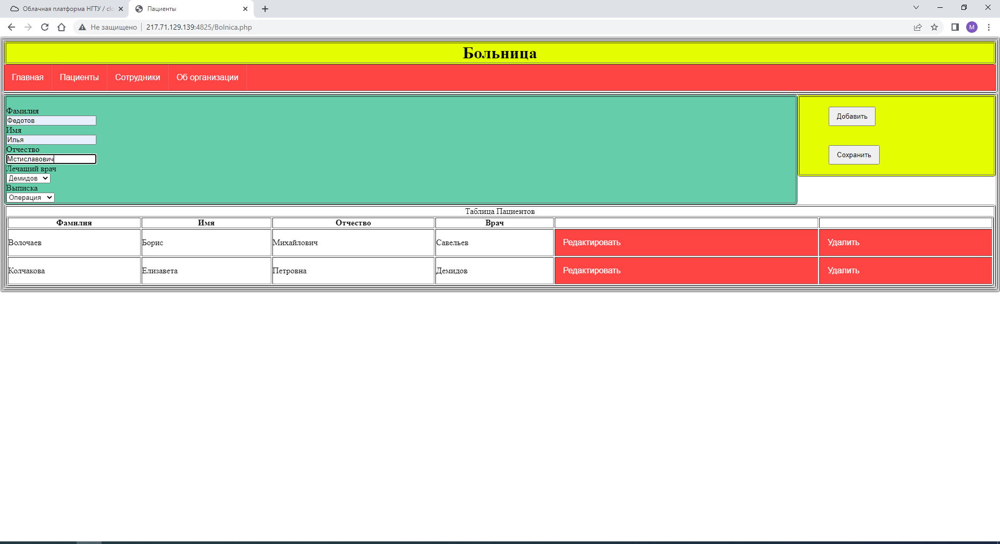 Облачная платформа НГТУ / clo
Пациенты
Не защищено 217.71.129.139:4825/Bolnica.php
M
Больница
Главная Пациенты Сотрудники Об организации
Фамилия
Федотов
Имя
Илья
Отчество
Мстиславович
Лечащий врач
Демидов
Выписка
Операция
Добавить
Сохранить
Таблица Пациентов
Фамилия Имя Отчество Врач
Волочаев Борис Михайлович Савельев Редактировать Удалить
Колчакова Елизавета Петровна Демидов Редактировать Удалить